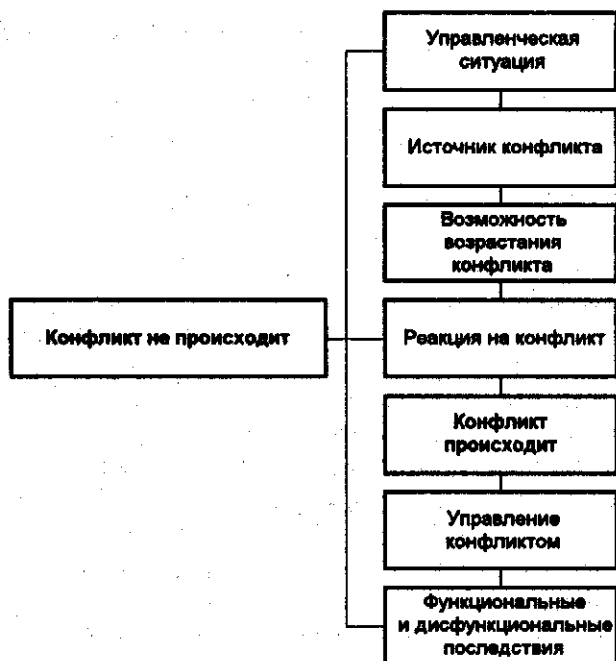 Управленческая
ситуация
Источник конфликта
Возможность
возрастания
конфликта
Конфликт не происходит
Реакция на конфликт
Конфликт
происходит
Управление
конфликтом
Функциональные
и дисфункциональные
последствия